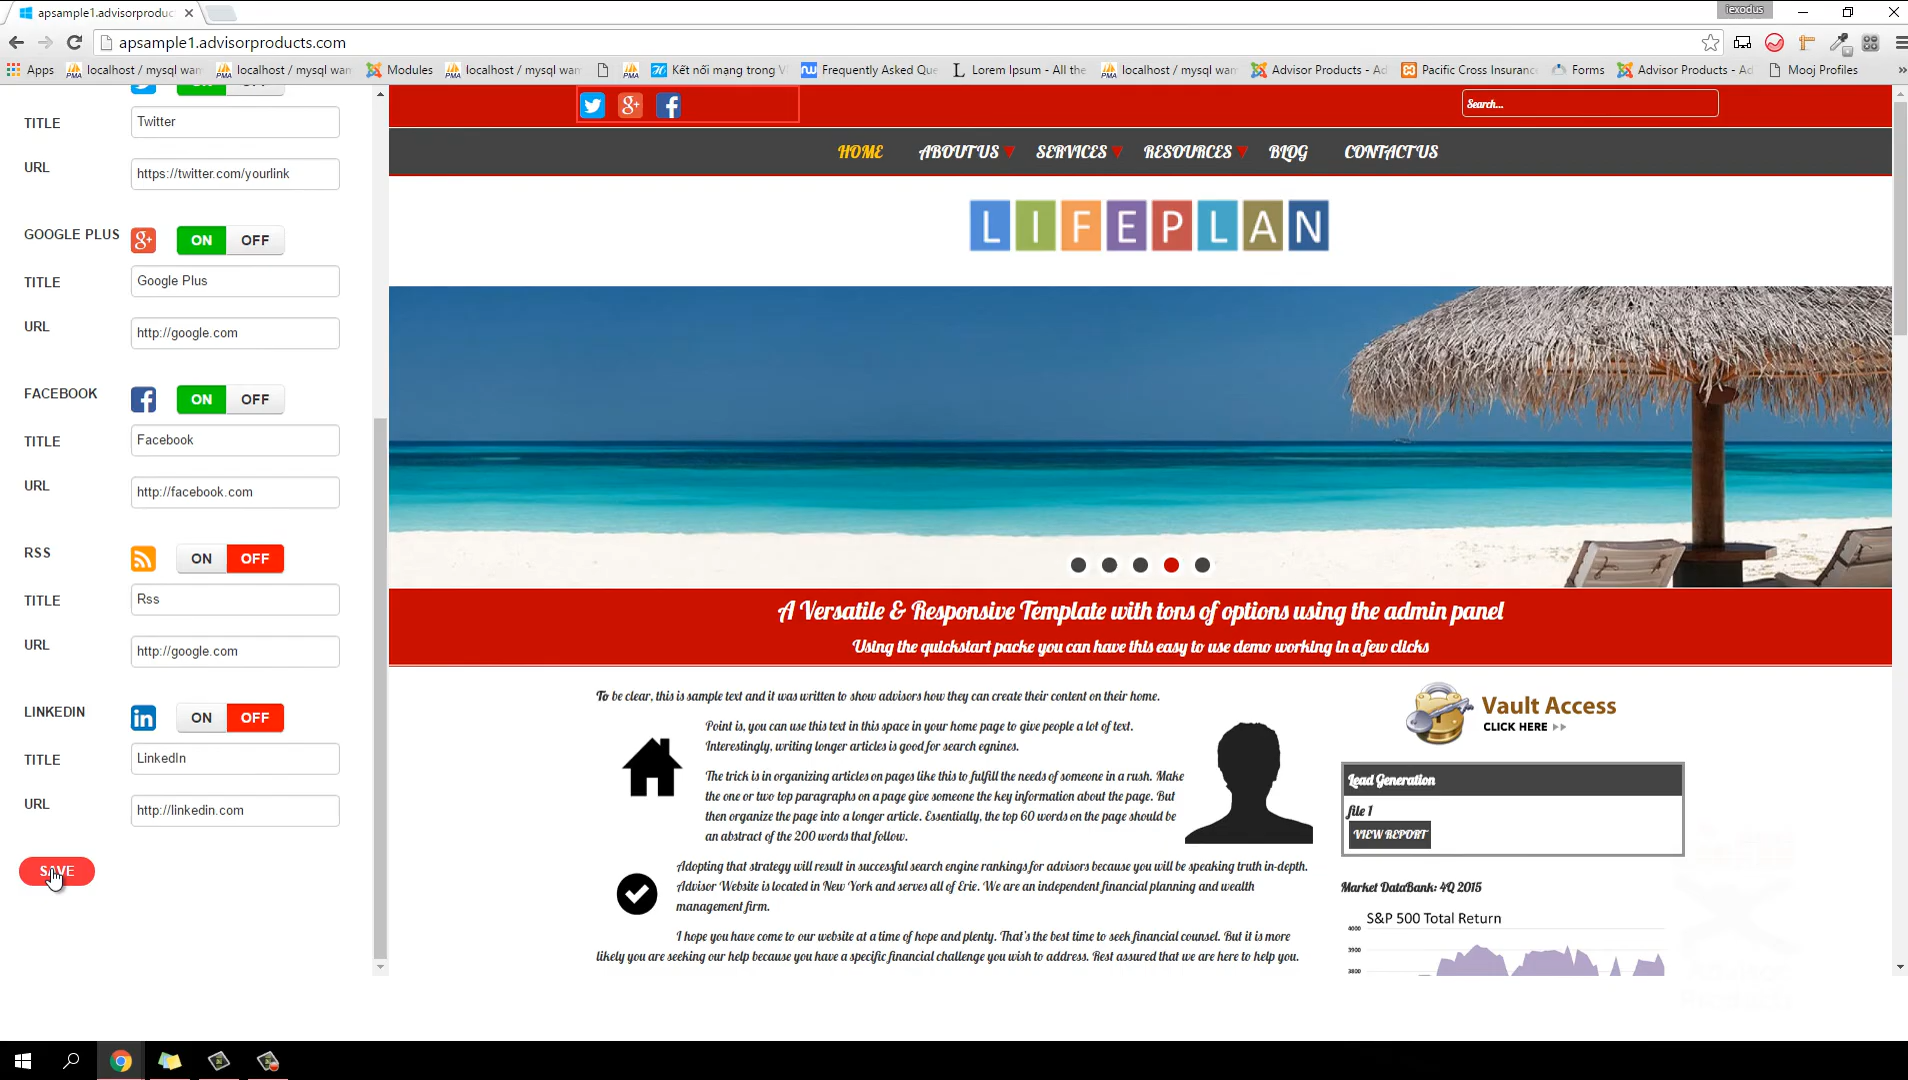 iexodus
apsample1.advisorproduc
apsample1.advisorproducts.com
Apps
localhost / mysql wam
localhost / mysql wam
Modules
localhost / mysql wam
Kết nối mạng trong V
Frequently Asked Que
Lorem Ipsum - All the
localhost / mysql wam
Advisor Products - Ad
Pacific Cross Insurance
Forms
Advisor Products - Ad
Mooj Profiles
TITLE
Twitter
URL
https://twitter.com/yourlink
GOOGLE PLUS
ON
OFF
TITLE
Google Plus
URL
http://google.com
FACEBOOK
ON
OFF
TITLE
Facebook
URL
http://facebook.com
RSS
ON
OFF
TITLE
Rss
URL
http://google.com
LINKEDIN
ON
OFF
TITLE
LinkedIn
URL
http://linkedin.com
SAVE
Search...
HOME
ABOUT US
SERVICES
RESOURCES
BLOG
CONTACT US
LIFEPLAN
A Versatile & Responsive Template with tons of options using the admin panel
Using the quickstart packe you can have this easy to use demo working in a few clicks
To be clear, this is sample text and it was written to show advisors how they can create their content on their home.
Point is, you can use this text in this space in your home page to give people a lot of text.
Interestingly, writing longer articles is good for search egnines.
The trick is in organizing articles on pages like this to fulfill the needs of someone in a rush. Make
the one or two top paragraphs on a page give someone the key information about the page. But
then organize the page into a longer article. Essentially, the top 60 words on the page should be
an abstract of the 200 words that follow.
Adopting that strategy will result in successful search engine rankings for advisors because you will be speaking truth in-depth.
Advisor Website is located in New York and serves all of Erie. We are an independent financial planning and wealth
management firm.
I hope you have come to our website at a time of hope and plenty. That's the best time to seek financial counsel. But it is more
likely you are seeking our help because you have a specific financial challenge you wish to address. Rest assured that we are here to help you.
Vault Access
CLICK HERE
Lead Generation
file 1
VIEW REPORT
Market DataBank: 4Q 2015
S&P 500 Total Return
4000
3900
3800